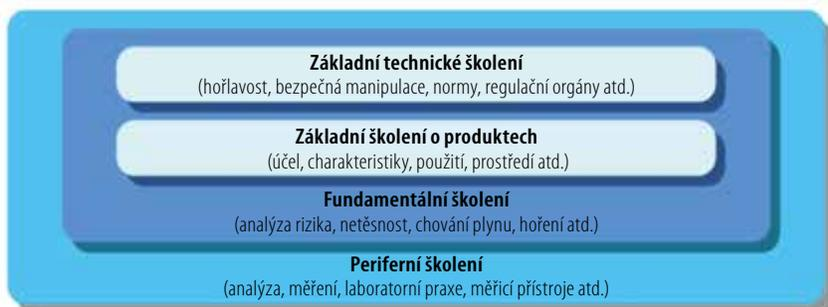 Základní technické školení
(hořlavost, bezpečná manipulace, normy, regulační orgány atd.)
Základní školení o produktech
(účel, charakteristiky, použití, prostředí atd.)
Fundamentální školení
(analýza rizika, netěsnost, chování plynu, hoření atd.)
Periferní školení
(analýza, měření, laboratorní praxe, měřicí přístroje atd.)